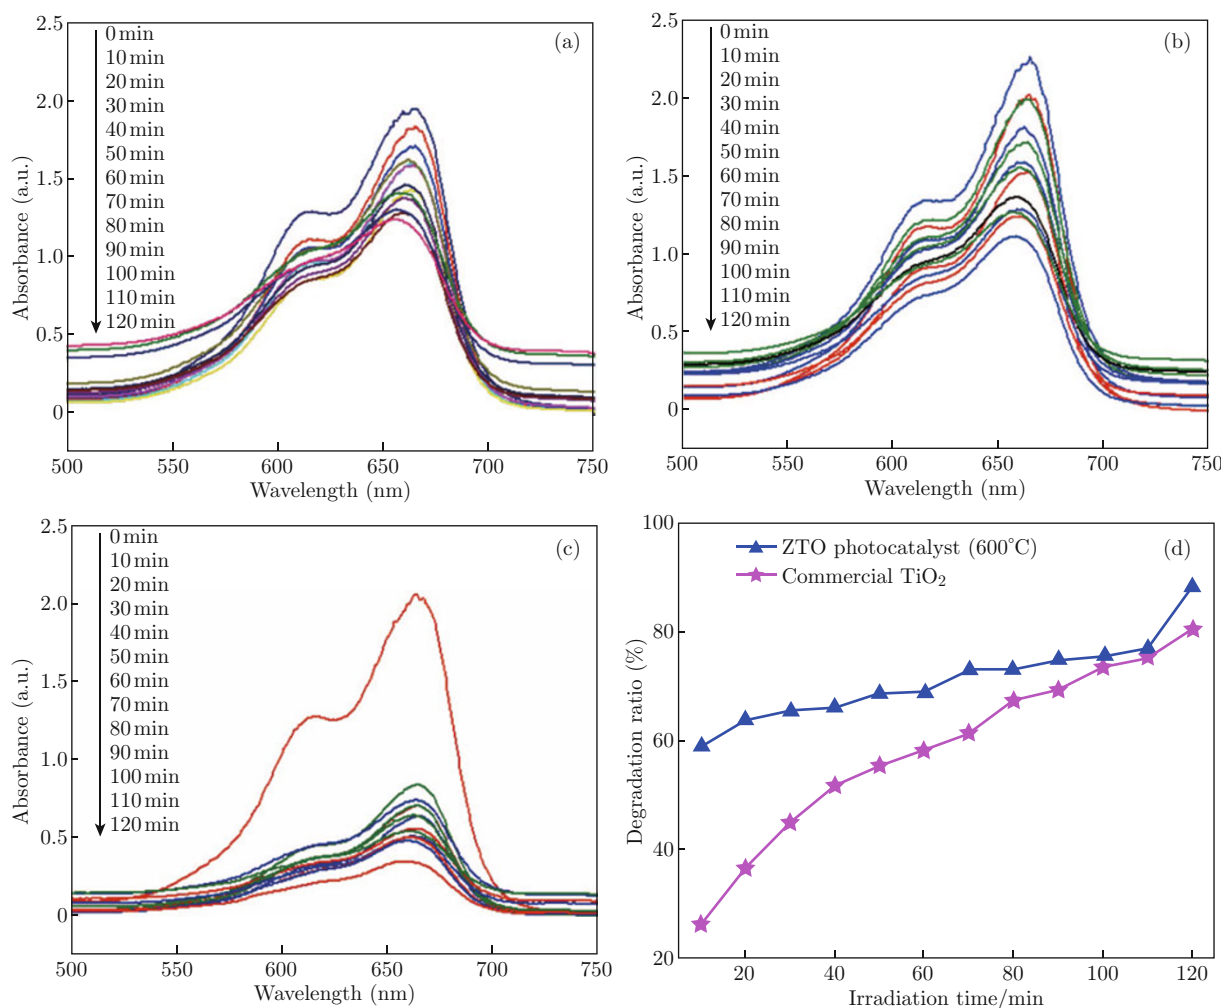 (a)
2.5
2.0
1.5
1.0
0.5
0
Absorbance (a.u.)
0 min
10 min
20 min
30 min
40 min
50 min
60 min
70 min
80 min
90 min
100 min
110 min
120 min
500 550 600 650 700 750
Wavelength (nm)
(b)
2.5
2.0
1.5
1.0
0.5
0
Absorbance (a.u.)
0 min
10 min
20 min
30 min
40 min
50 min
60 min
70 min
80 min
90 min
100 min
110 min
120 min
500 550 600 650 700 750
Wavelength (nm)
(c)
2.5
2.0
1.5
1.0
0.5
0
Absorbance (a.u.)
0 min
10 min
20 min
30 min
40 min
50 min
60 min
70 min
80 min
90 min
100 min
110 min
120 min
500 550 600 650 700 750
Wavelength (nm)
(d)
100
80
60
40
20
Degradation ratio (%)
ZTO photocatalyst (600°C)
Commercial TiO₂
20 40 60 80 100 120
Irradiation time/min